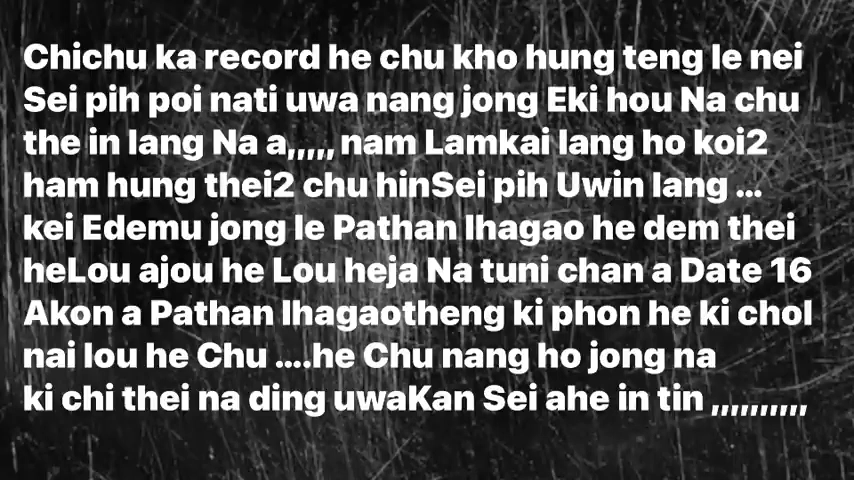 Chichu ka record he chu kho hung teng le nei
Sei pih poi nati uwa nang jong Eki hou Na chu
the in lang Na a,,,,, nam Lamkai lang ho koi2
ham hung thei2 chu hinSei pih Uwin lang ...
kei Edemu jong le Pathan lhagao he dem thei
heLou ajou he Lou heja Na tuni chan a Date 16
Akon a Pathan lhagaotheng ki phon he ki chol
nai lou he Chu ....he Chu nang ho jong na
ki chi thei na ding uwaKan Sei ahe in tin ,,,,,,,,,,